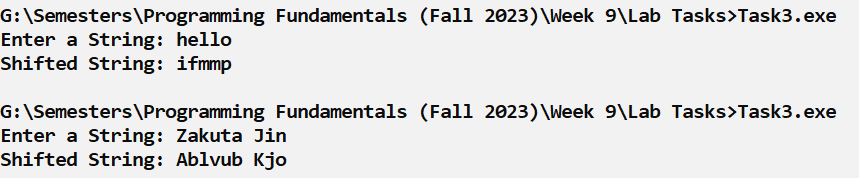 G:\Semesters\Programming Fundamentals (Fall 2023)\Week 9\Lab Tasks>Task3.exe
Enter a String: hello
Shifted String: ifmmp
G:\Semesters\Programming Fundamentals (Fall 2023)\Week 9\Lab Tasks>Task3.exe
Enter a String: Zakuta Jin
Shifted String: Ablvub Kjo